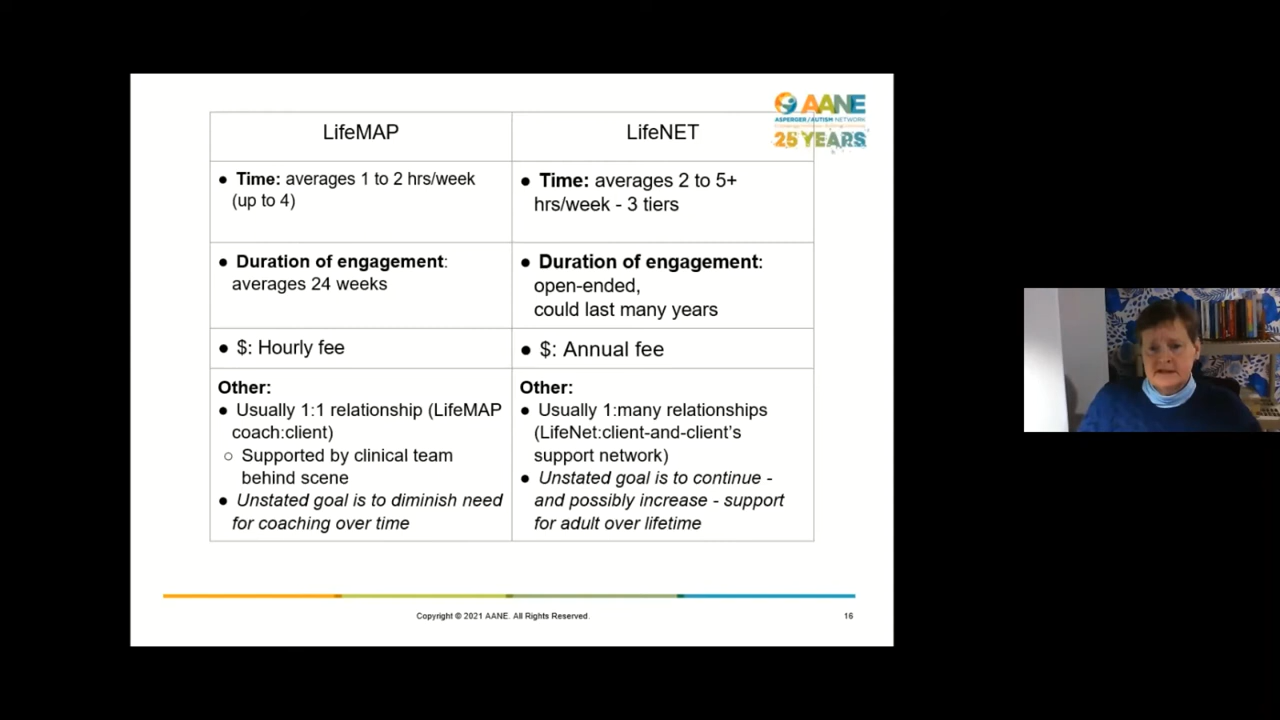 AANE
ASPERGER / AUTISM NETWORK
25 YEARS
LifeMAP
LifeNET
● Time: averages 1 to 2 hrs/week
(up to 4)
● Time: averages 2 to 5+
hrs/week - 3 tiers
● Duration of engagement:
averages 24 weeks
● Duration of engagement:
open-ended,
could last many years
● $: Hourly fee
● $: Annual fee
Other:
● Usually 1:1 relationship (LifeMAP
coach:client)
○ Supported by clinical team
behind scene
● Unstated goal is to diminish need
for coaching over time
Other:
● Usually 1:many relationships
(LifeNet:client-and-client’s
support network)
● Unstated goal is to continue -
and possibly increase - support
for adult over lifetime
Copyright © 2021 AANE. All Rights Reserved.
16